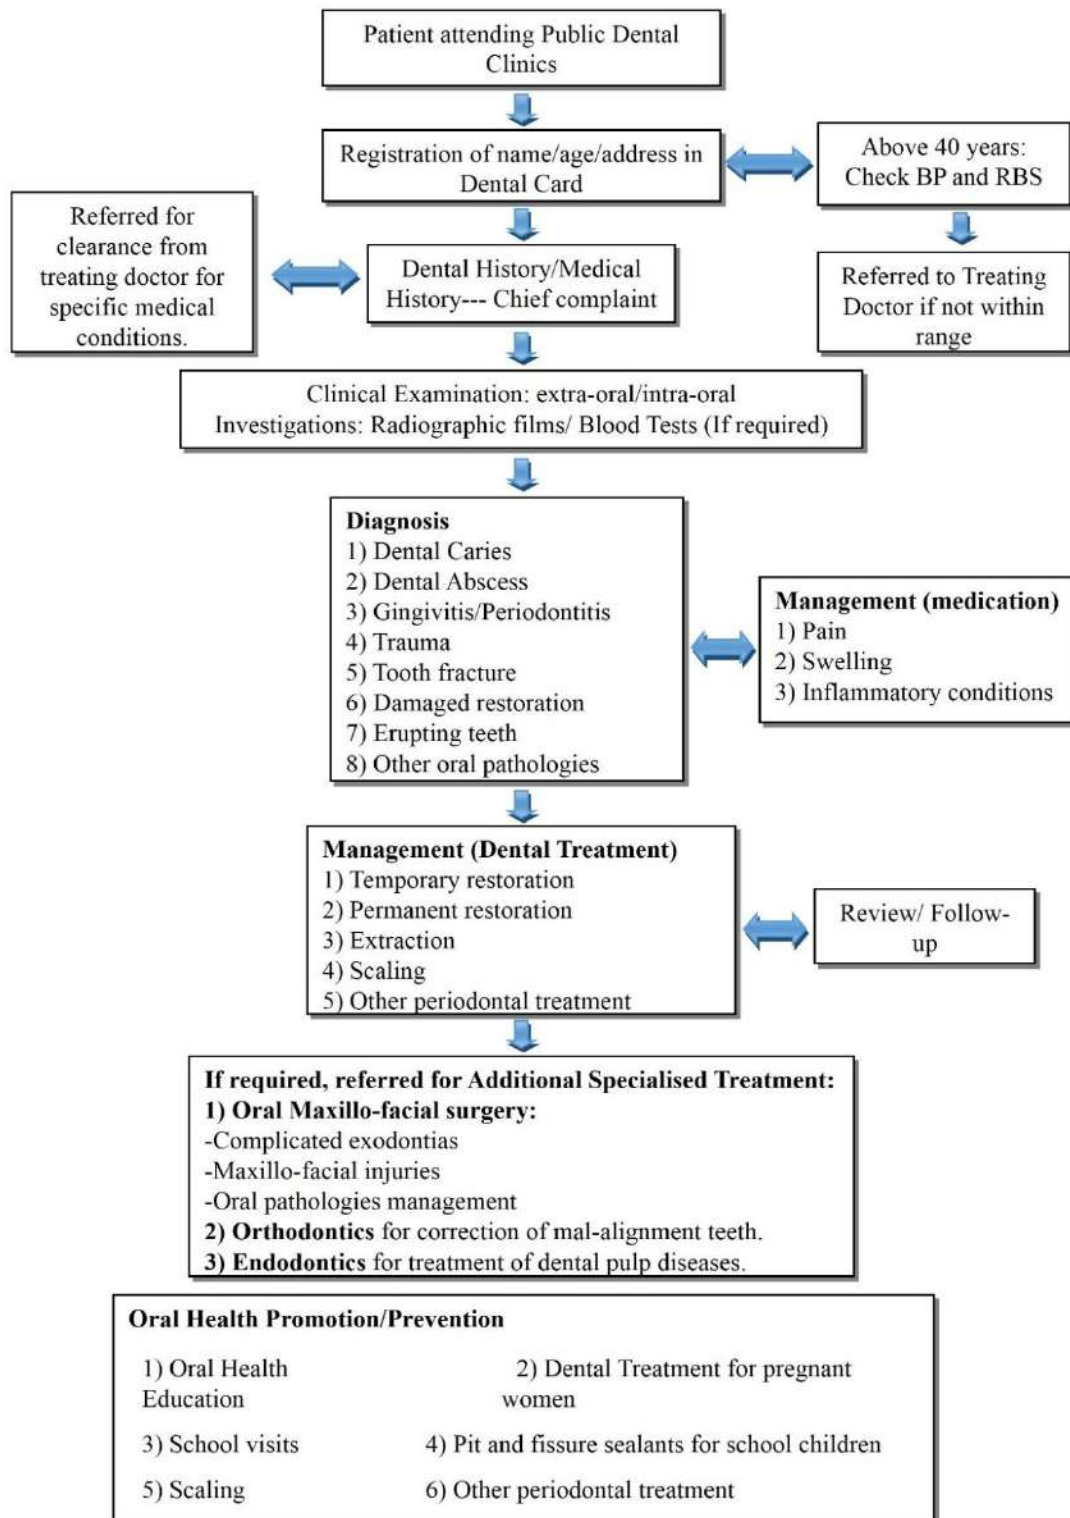 Patient attending Public Dental
Clinics
Registration of name/age/address in
Dental Card
Above 40 years:
Check BP and RBS
Referred for
clearance from
treating doctor for
specific medical
conditions.
Dental History/Medical
History--- Chief complaint
Referred to Treating
Doctor if not within
range
Clinical Examination: extra-oral/intra-oral
Investigations: Radiographic films/ Blood Tests (If required)
Diagnosis
1) Dental Caries
2) Dental Abscess
3) Gingivitis/Periodontitis
4) Trauma
5) Tooth fracture
6) Damaged restoration
7) Erupting teeth
8) Other oral pathologies
Management (medication)
1) Pain
2) Swelling
3) Inflammatory conditions
Management (Dental Treatment)
1) Temporary restoration
2) Permanent restoration
3) Extraction
4) Scaling
5) Other periodontal treatment
Review/ Follow-
up
If required, referred for Additional Specialised Treatment:
1) Oral Maxillo-facial surgery:
-Complicated exodontias
-Maxillo-facial injuries
-Oral pathologies management
2) Orthodontics for correction of mal-alignment teeth.
3) Endodontics for treatment of dental pulp diseases.
Oral Health Promotion/Prevention
1) Oral Health
Education
2) Dental Treatment for pregnant
women
3) School visits
4) Pit and fissure sealants for school children
5) Scaling
6) Other periodontal treatment